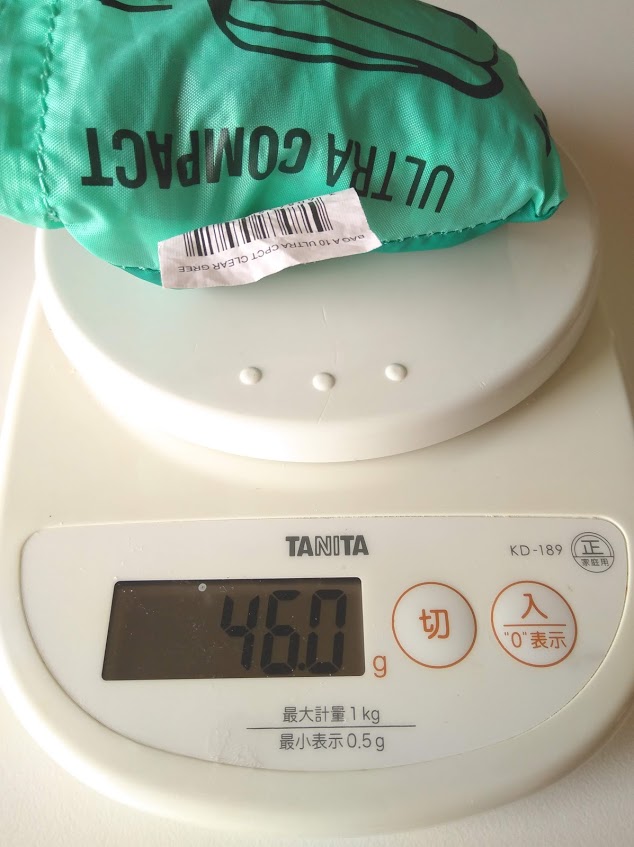 ULTRA COMPACT
BAG A 10 ULTRA CPCT CLEAR GREE
TANITA
KD-189
正
家庭用
46.0 g
切
入
"0"表示
最大計量 1 kg
最小表示 0.5 g